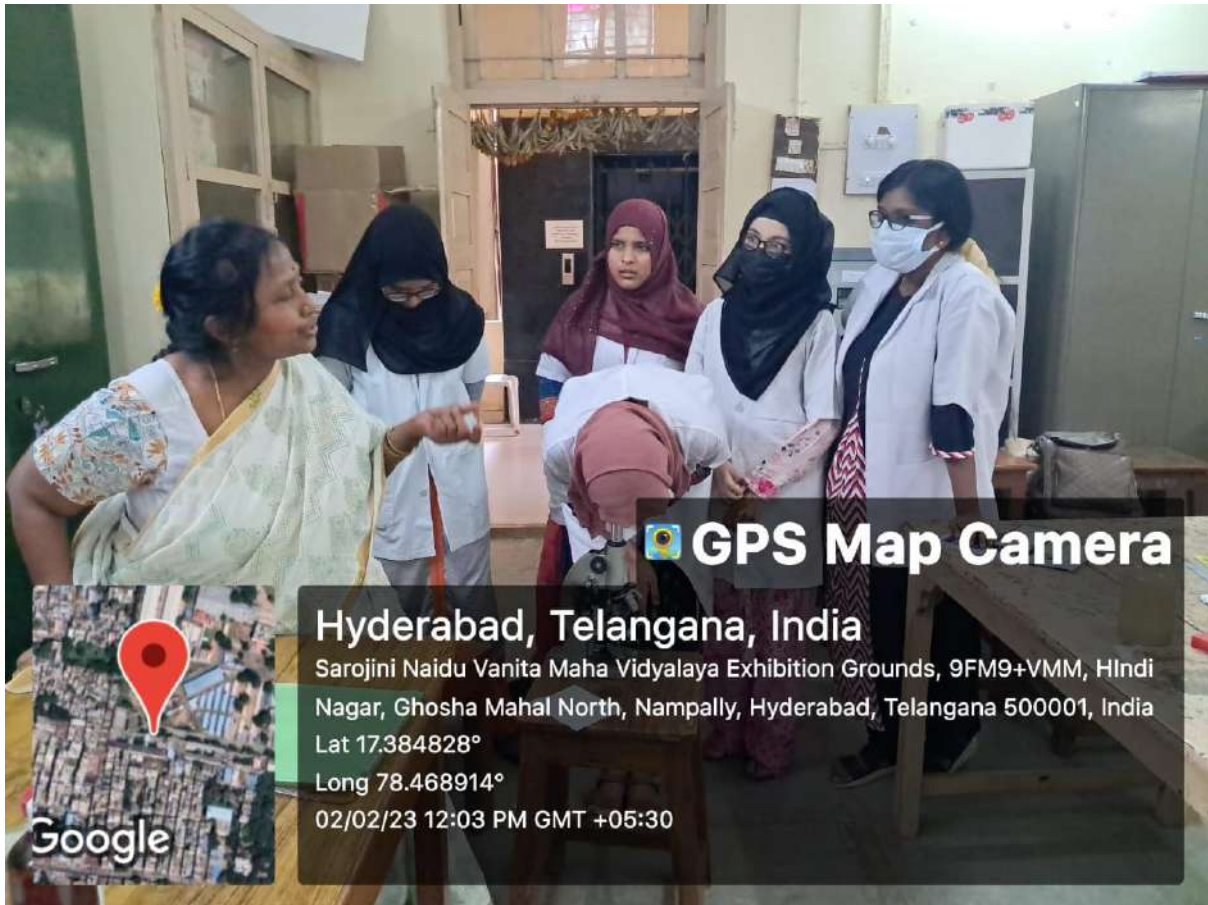 GPS Map Camera
Hyderabad, Telangana, India
Sarojini Naidu Vanita Maha Vidyalaya Exhibition Grounds, 9FM9+VMM, HIndi
Nagar, Ghosha Mahal North, Nampally, Hyderabad, Telangana 500001, India
Lat 17.384828°
Long 78.468914°
02/02/23 12:03 PM GMT +05:30
Google